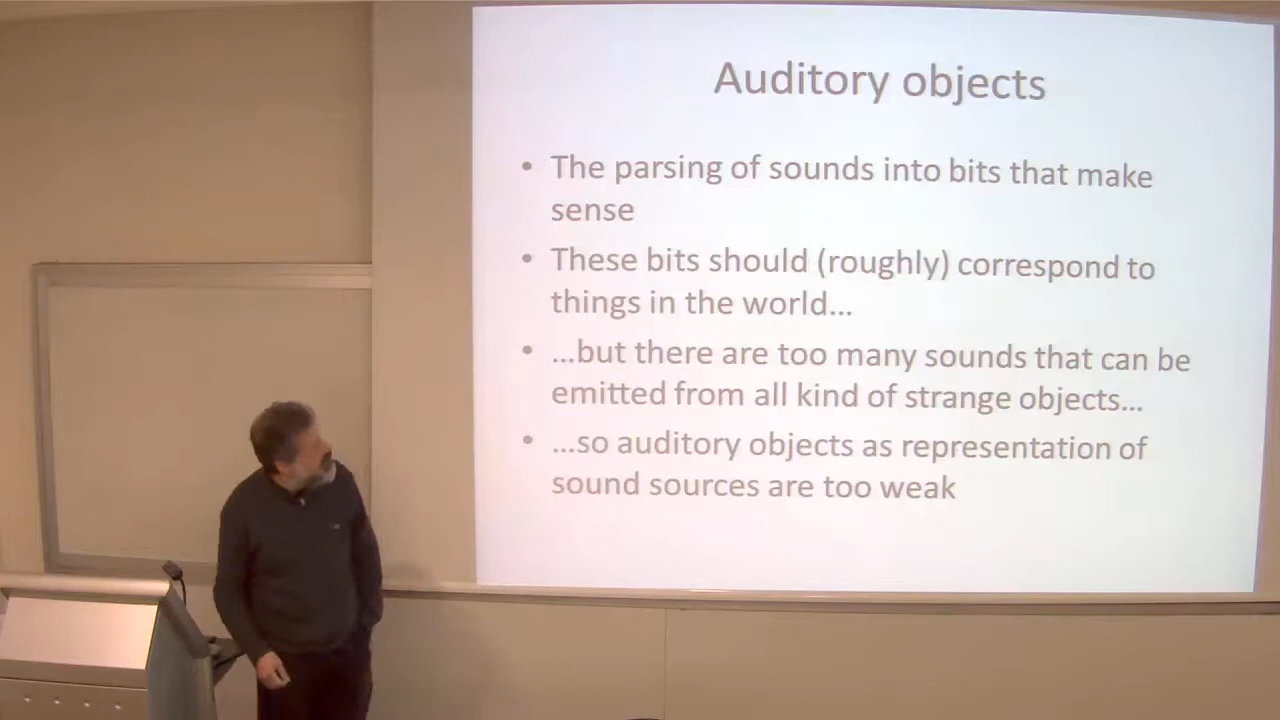 Auditory objects
• The parsing of sounds into bits that make
sense
• These bits should (roughly) correspond to
things in the world...
• ...but there are too many sounds that can be
emitted from all kind of strange objects...
• ...so auditory objects as representation of
sound sources are too weak